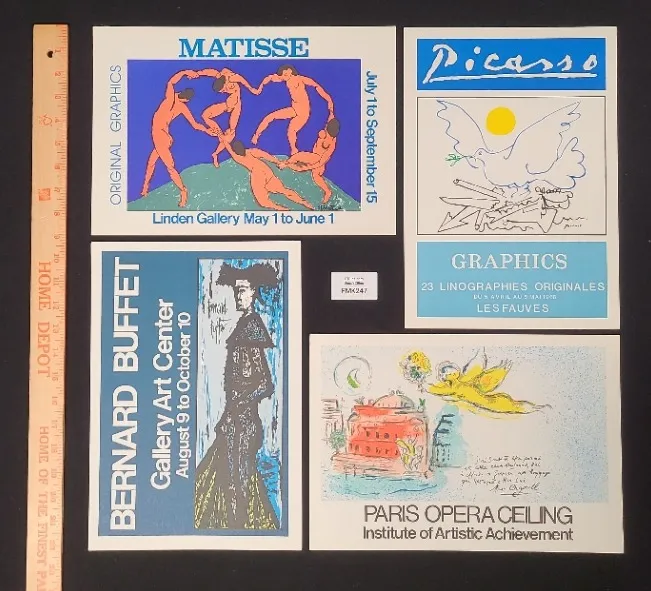 MATISSE
ORIGINAL GRAPHICS
July 1 to September 15
Linden Gallery May 1 to June 1
Picasso
GRAPHICS
23 LINOGRAPHIES ORIGINALES
LES FAUVES
BERNARD BUFFET
Gallery Art Center
August 9 to October 10
FMK247
PARIS OPERA CEILING
Institute of Artistic Achievement
HOME DEPOT
HOME OF THE FINEST